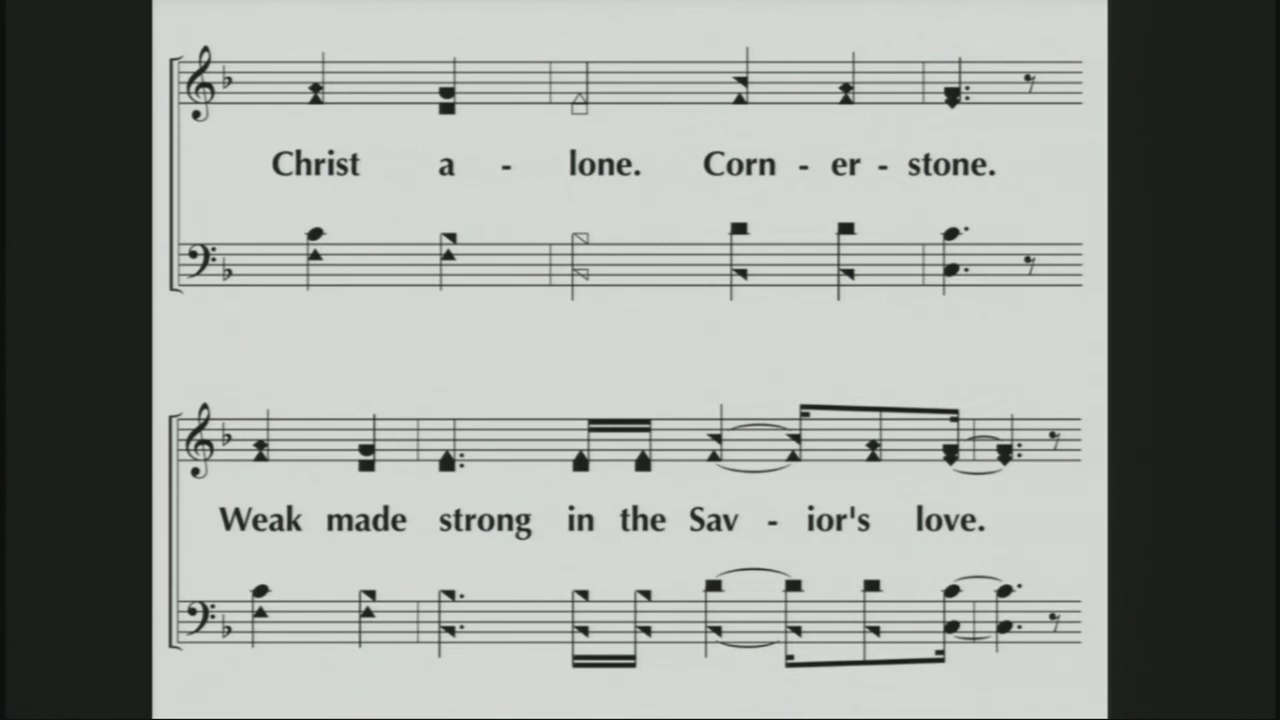 Christ a - lone. Corn - er - stone.
Weak made strong in the Sav - ior's love.